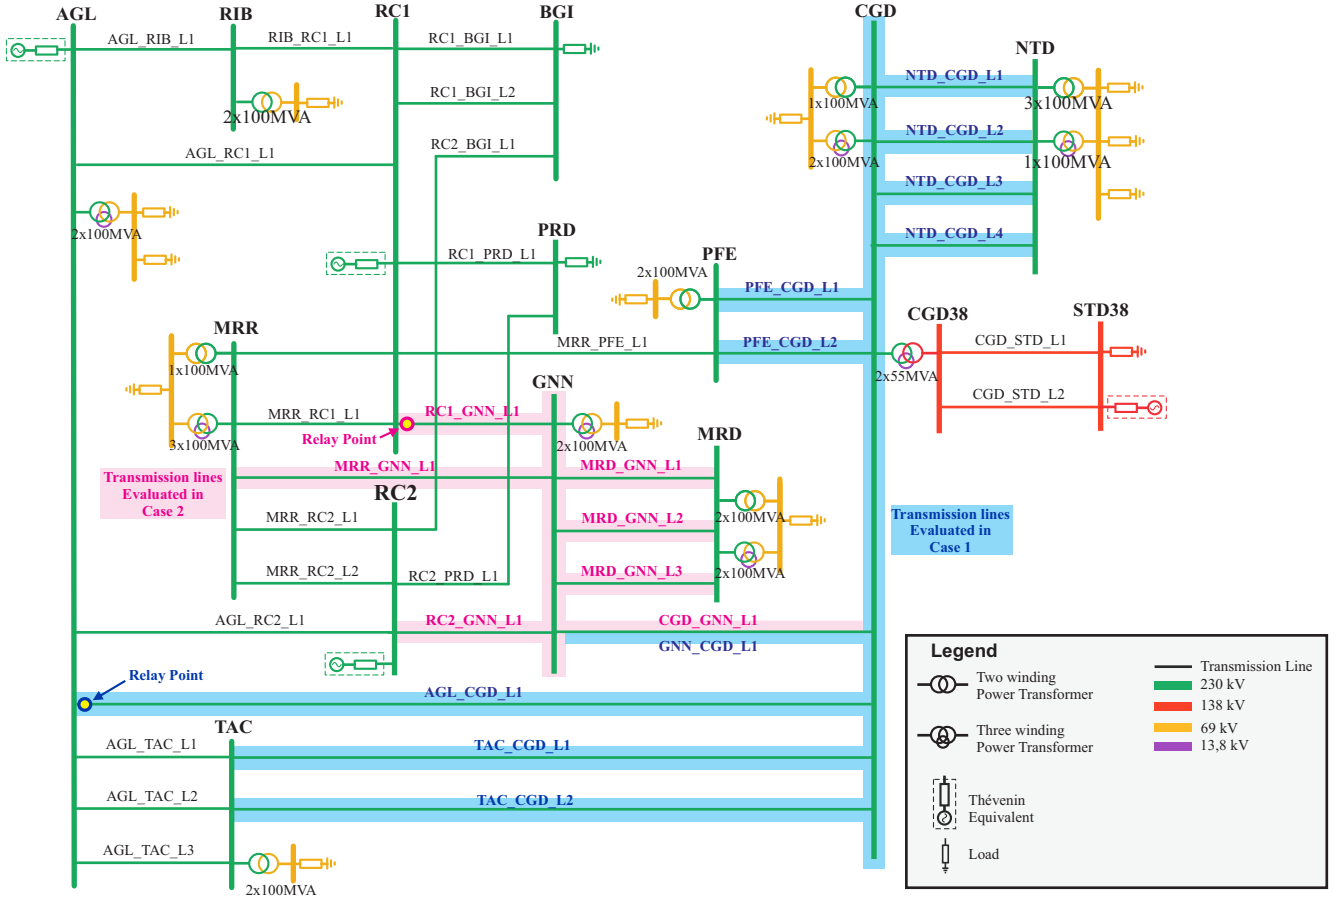 AGL
RIB
RC1
BGI
CGD
NTD
AGL_RIB_L1
RIB_RC1_L1
RC1_BGI_L1
RC1_BGI_L2
RC2_BGI_L1
2x100MVA
AGL_RC1_L1
2x100MVA
NTD_CGD_L1
NTD_CGD_L2
NTD_CGD_L3
NTD_CGD_L4
1x100MVA
2x100MVA
3x100MVA
1x100MVA
PRD
RC1_PRD_L1
PFE
2x100MVA
PFE_CGD_L1
PFE_CGD_L2
MRR_PFE_L1
CGD38
STD38
CGD_STD_L1
CGD_STD_L2
2x55MVA
MRR
1x100MVA
3x100MVA
MRR_RC1_L1
Relay Point
RC1_GNN_L1
GNN
2x100MVA
MRD
MRR_GNN_L1
MRD_GNN_L1
MRD_GNN_L2
MRD_GNN_L3
2x100MVA
2x100MVA
Transmission lines
Evaluated in
Case 2
RC2
MRR_RC2_L1
MRR_RC2_L2
RC2_PRD_L1
Transmission lines
Evaluated in
Case 1
AGL_RC2_L1
RC2_GNN_L1
CGD_GNN_L1
GNN_CGD_L1
Relay Point
AGL_CGD_L1
TAC
AGL_TAC_L1
AGL_TAC_L2
AGL_TAC_L3
TAC_CGD_L1
TAC_CGD_L2
2x100MVA
Legend
Two winding
Power Transformer
Three winding
Power Transformer
Thévenin
Equivalent
Load
Transmission Line
230 kV
138 kV
69 kV
13,8 kV